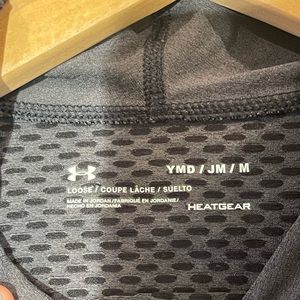 YMD / JM / M
LOOSE / COUPE LÂCHE / SUELTO
MADE IN JORDAN / FABRIQUÉ EN JORDANIE /
HECHO EN JORDANIA
HEATGEAR